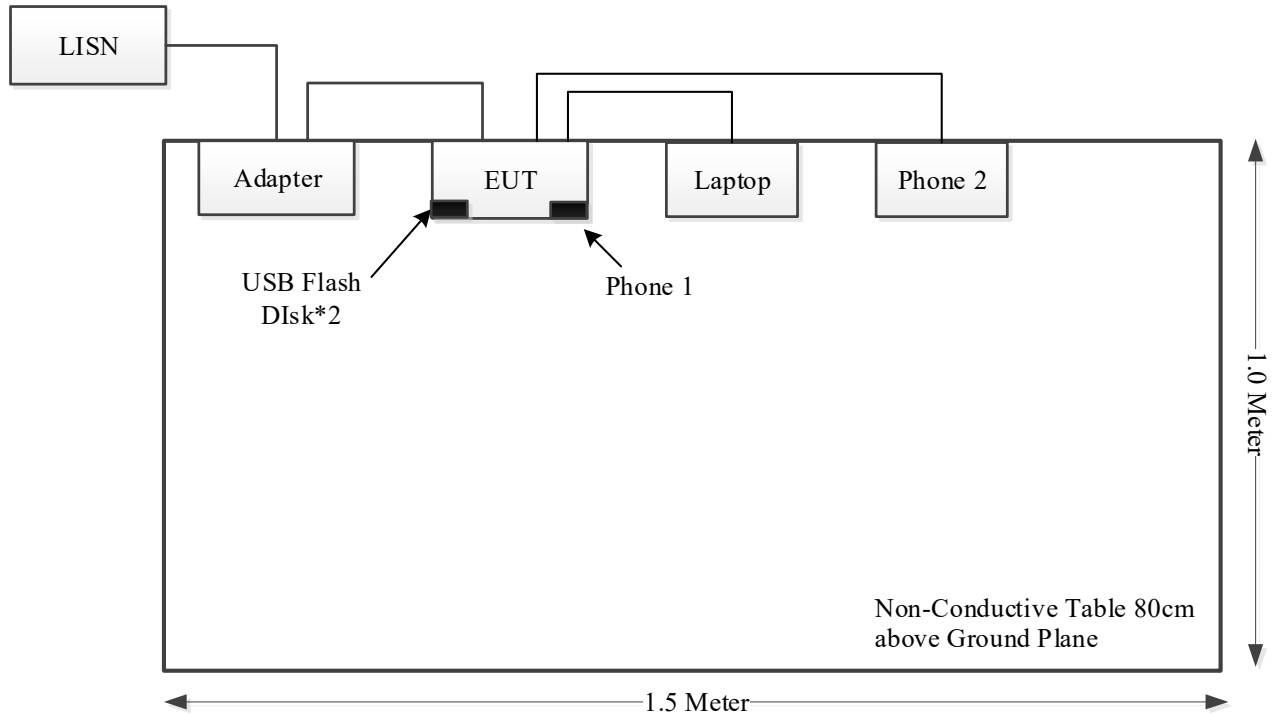 LISN
Adapter
EUT
Laptop
Phone 2
USB Flash
DIsk*2
Phone 1
1.0 Meter
Non-Conductive Table 80cm
above Ground Plane
1.5 Meter